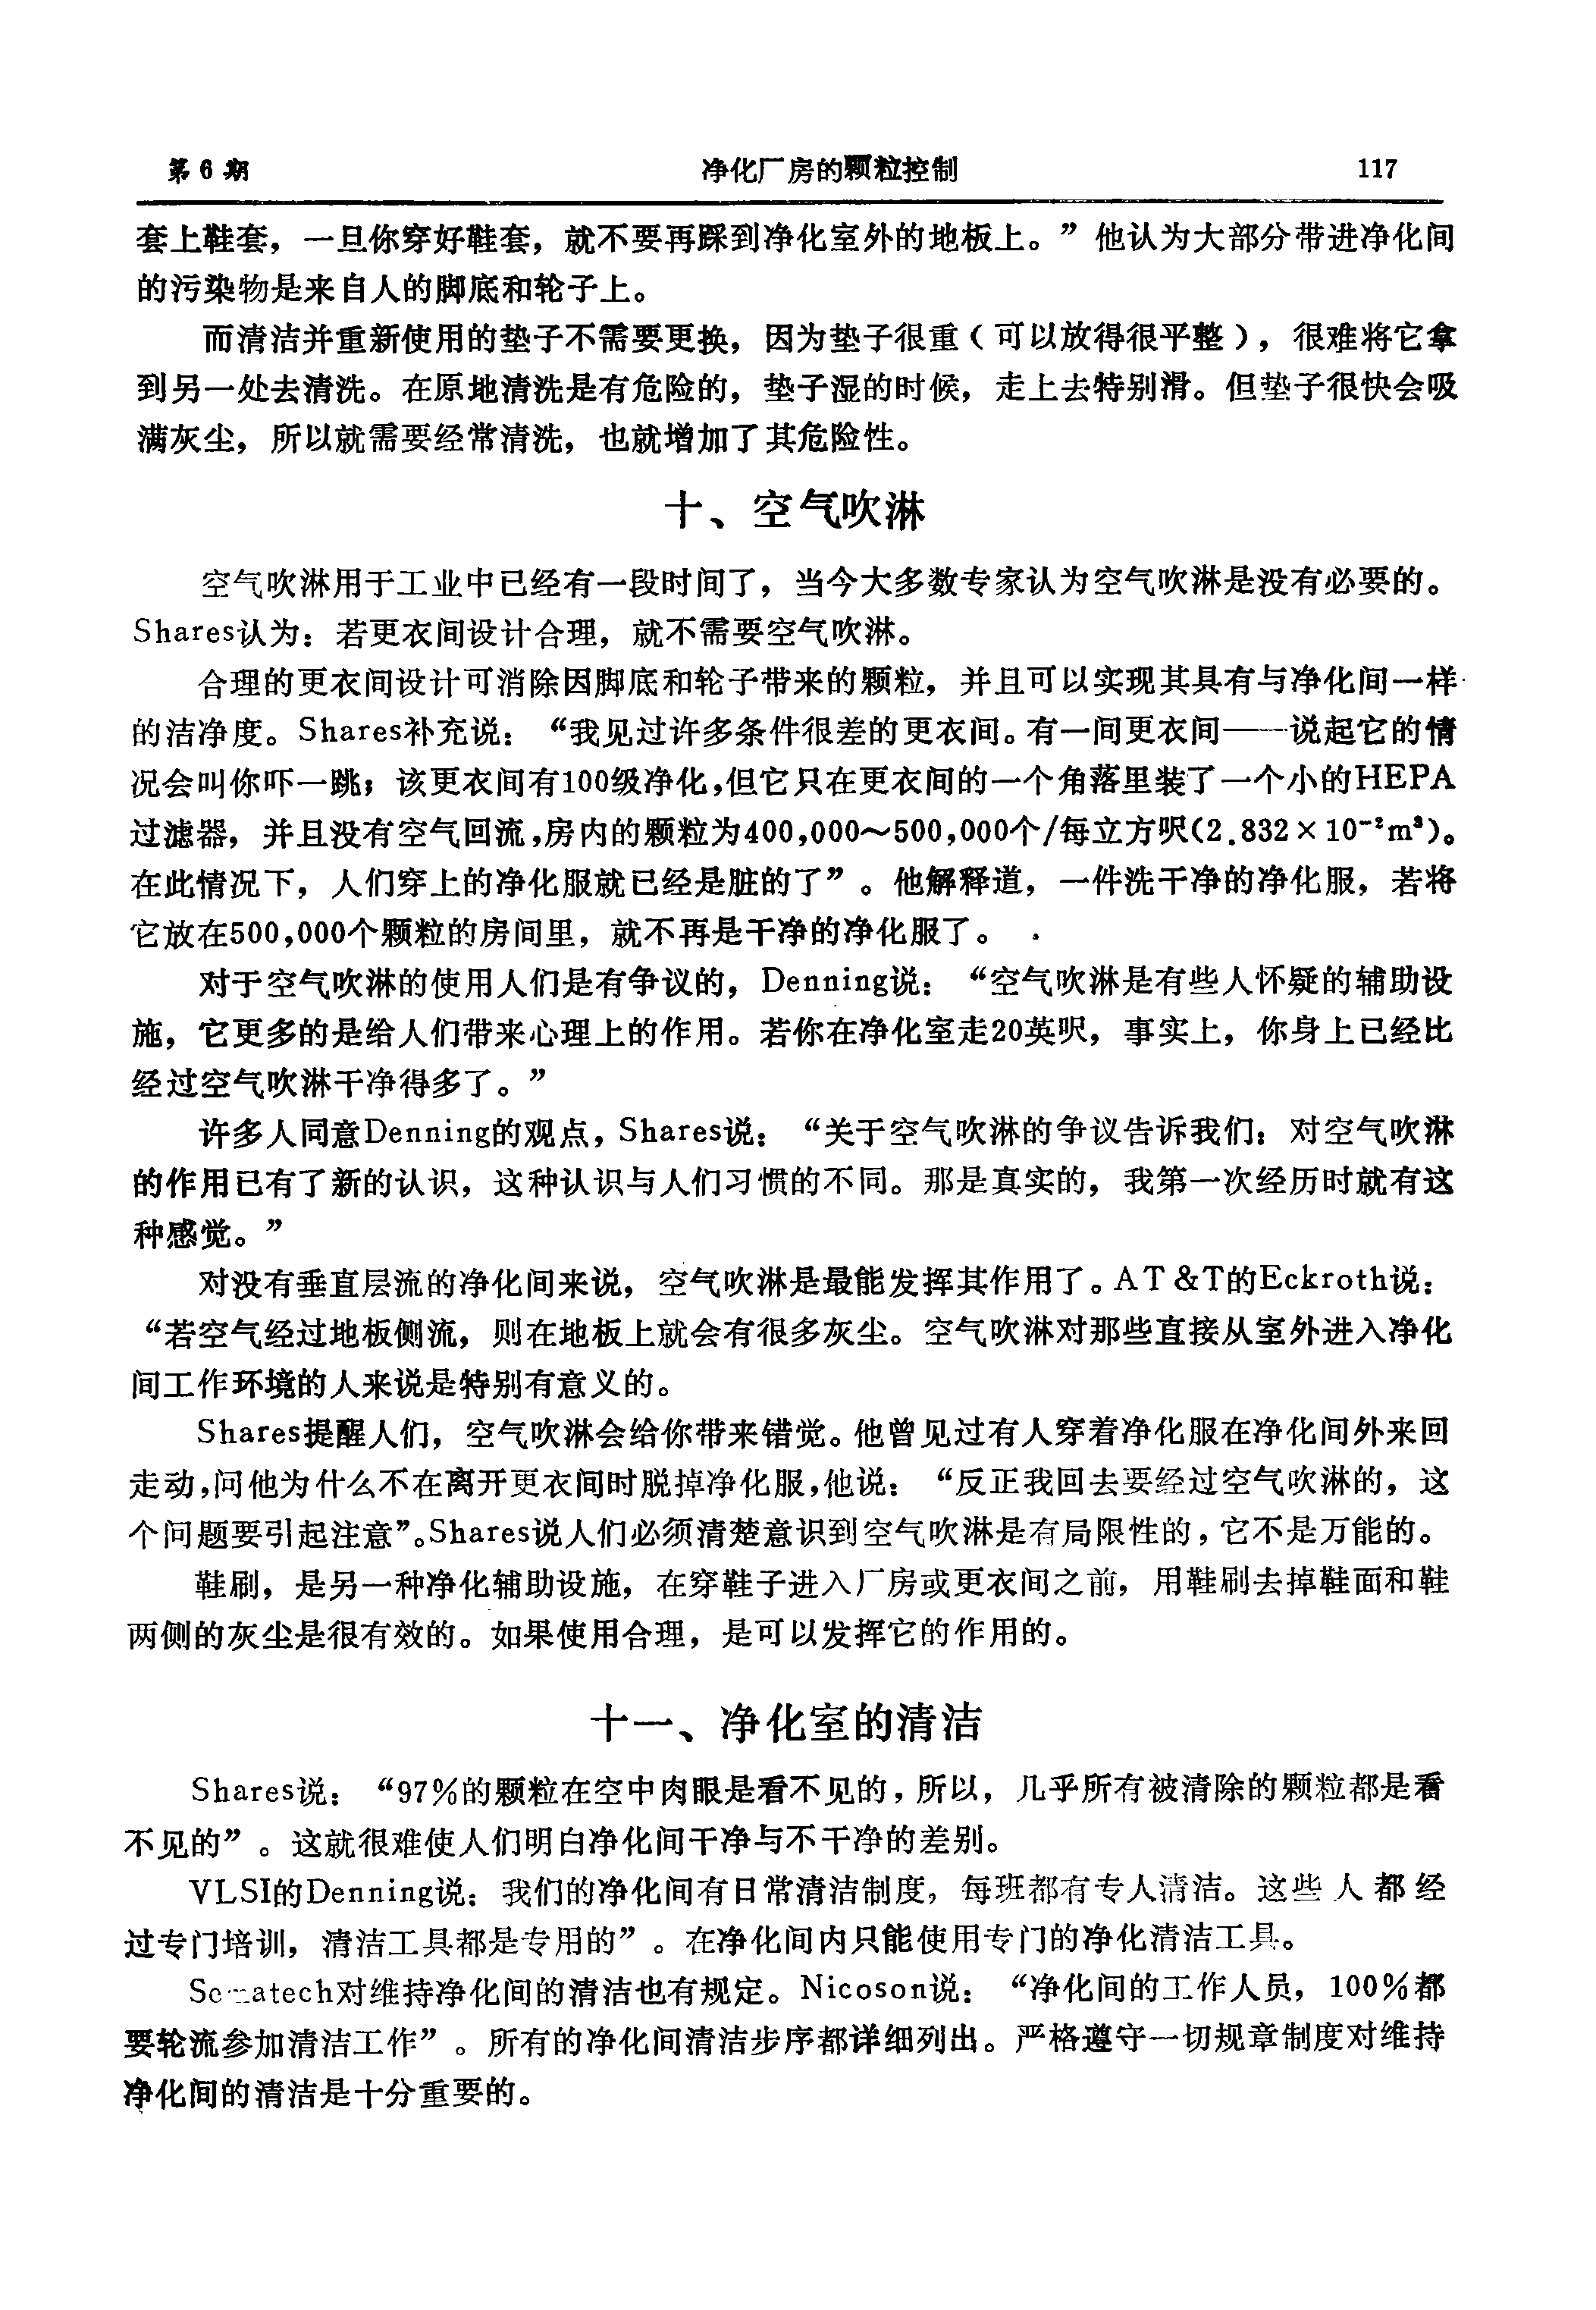 第6期 净化厂房的颗粒控制 117
套上鞋套，一旦你穿好鞋套，就不要再踩到净化室外的地板上。”他认为大部分带进净化间
的污染物是来自人的脚底和轮子上。
而清洁并重新使用的垫子不需要更换，因为垫子很重（可以放得很平整），很难将它拿
到另一处去清洗。在原地清洗是有危险的，垫子湿的时候，走上去特别滑。但垫子很快会吸
满灰尘，所以就需要经常清洗，也就增加了其危险性。
十、空气吹淋
空气吹淋用于工业中已经有一段时间了，当今大多数专家认为空气吹淋是没有必要的。
Shares认为：若更衣间设计合理，就不需要空气吹淋。
合理的更衣间设计可消除因脚底和轮子带来的颗粒，并且可以实现其具有与净化间一样
的洁净度。Shares补充说：“我见过许多条件很差的更衣间。有一间更衣间——说起它的情
况会叫你吓一跳；该更衣间有100级净化，但它只在更衣间的一个角落里装了一个小的HEPA
过滤器，并且没有空气回流，房内的颗粒为400,000～500,000个/每立方呎(2.832×10⁻²m³)。
在此情况下，人们穿上的净化服就已经是脏的了”。他解释道，一件洗干净的净化服，若将
它放在500,000个颗粒的房间里，就不再是干净的净化服了。
对于空气吹淋的使用人们是有争议的，Denning说：“空气吹淋是有些人怀疑的辅助设
施，它更多的是给人们带来心理上的作用。若你在净化室走20英呎，事实上，你身上已经比
经过空气吹淋干净得多了。”
许多人同意Denning的观点，Shares说：“关于空气吹淋的争议告诉我们：对空气吹淋
的作用已有了新的认识，这种认识与人们习惯的不同。那是真实的，我第一次经历时就有这
种感觉。”
对没有垂直层流的净化间来说，空气吹淋是最能发挥其作用了。AT&T的Eckroth说：
“若空气经过地板侧流，则在地板上就会有很多灰尘。空气吹淋对那些直接从室外进入净化
间工作环境的人来说是特别有意义的。
Shares提醒人们，空气吹淋会给你带来错觉。他曾见过有人穿着净化服在净化间外来回
走动，问他为什么不在离开更衣间时脱掉净化服，他说：“反正我回去要经过空气吹淋的，这
个问题要引起注意”。Shares说人们必须清楚意识到空气吹淋是有局限性的，它不是万能的。
鞋刷，是另一种净化辅助设施，在穿鞋子进入厂房或更衣间之前，用鞋刷去掉鞋面和鞋
两侧的灰尘是很有效的。如果使用合理，是可以发挥它的作用的。
十一、净化室的清洁
Shares说：“97%的颗粒在空中肉眼是看不见的，所以，几乎所有被清除的颗粒都是看
不见的”。这就很难使人们明白净化间干净与不干净的差别。
VLSI的Denning说：我们的净化间有日常清洁制度，每班都有专人清洁。这些人都经
过专门培训，清洁工具都是专用的”。在净化间内只能使用专门的净化清洁工具。
对维持净化间的清洁也有规定。Nicoson说：“净化间的工作人员，100%都
要轮流参加清洁工作”。所有的净化间清洁步序都详细列出。严格遵守一切规章制度对维持
净化间的清洁是十分重要的。